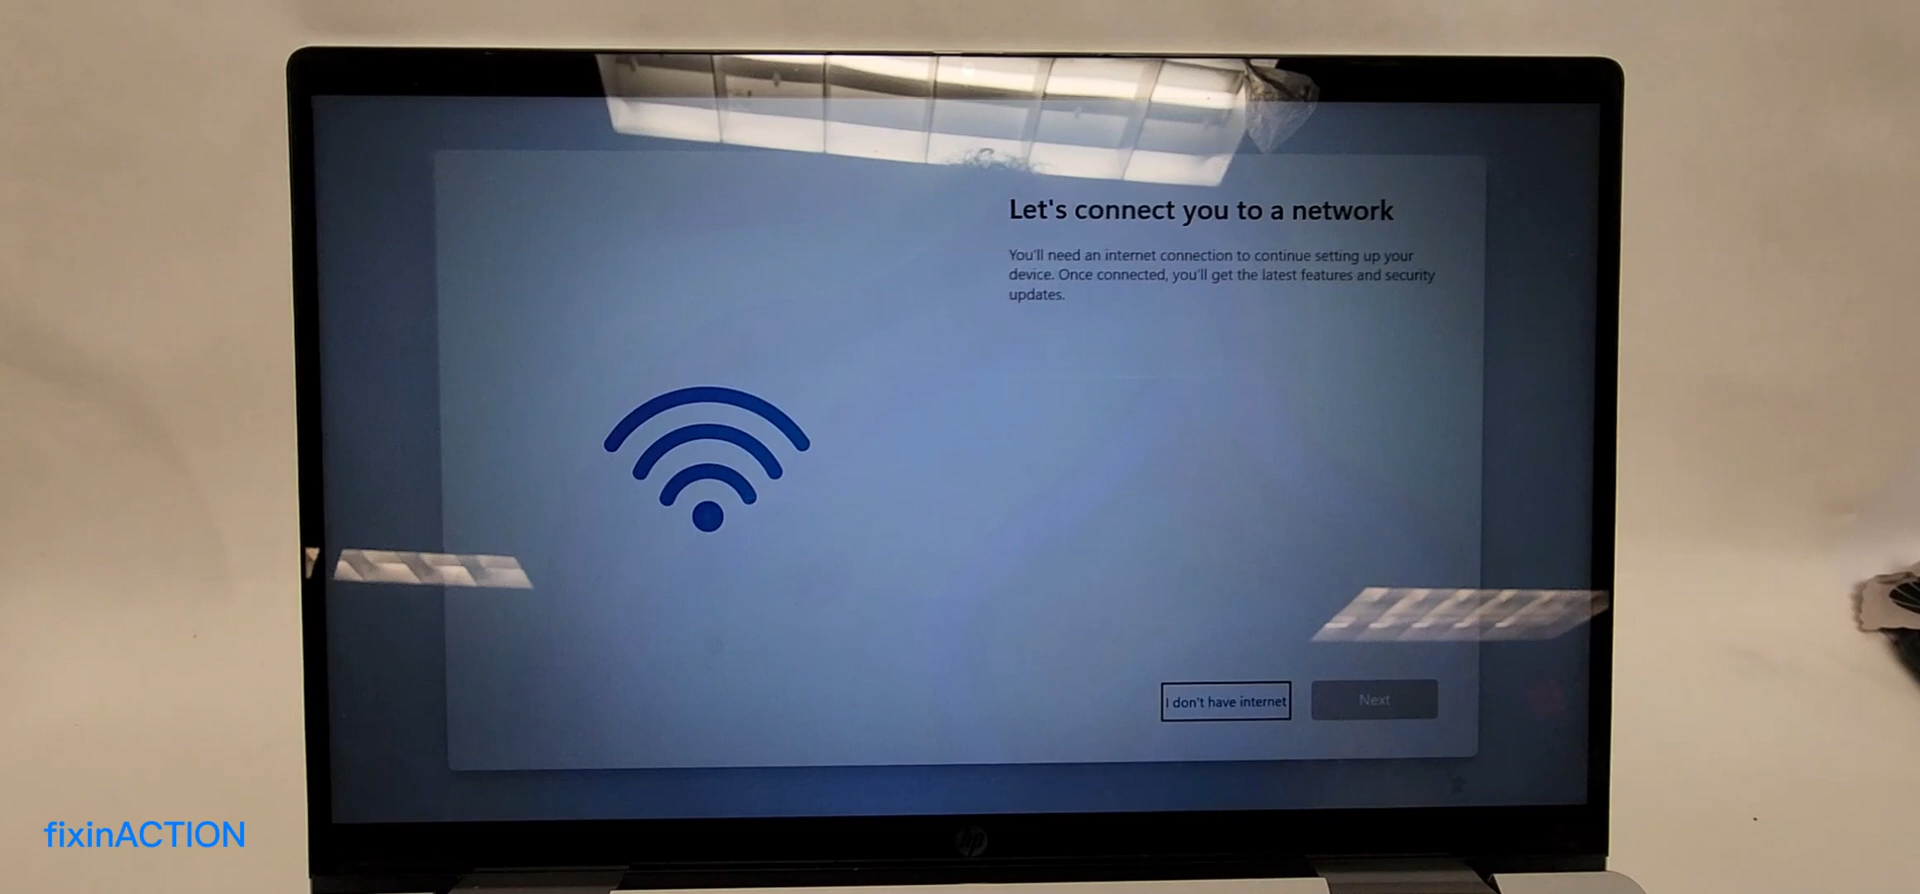 Let's connect you to a network
You'll need an internet connection to continue setting up your
device. Once connected, you'll get the latest features and security
updates.
I don't have internet
Next
hp
fixinACTION